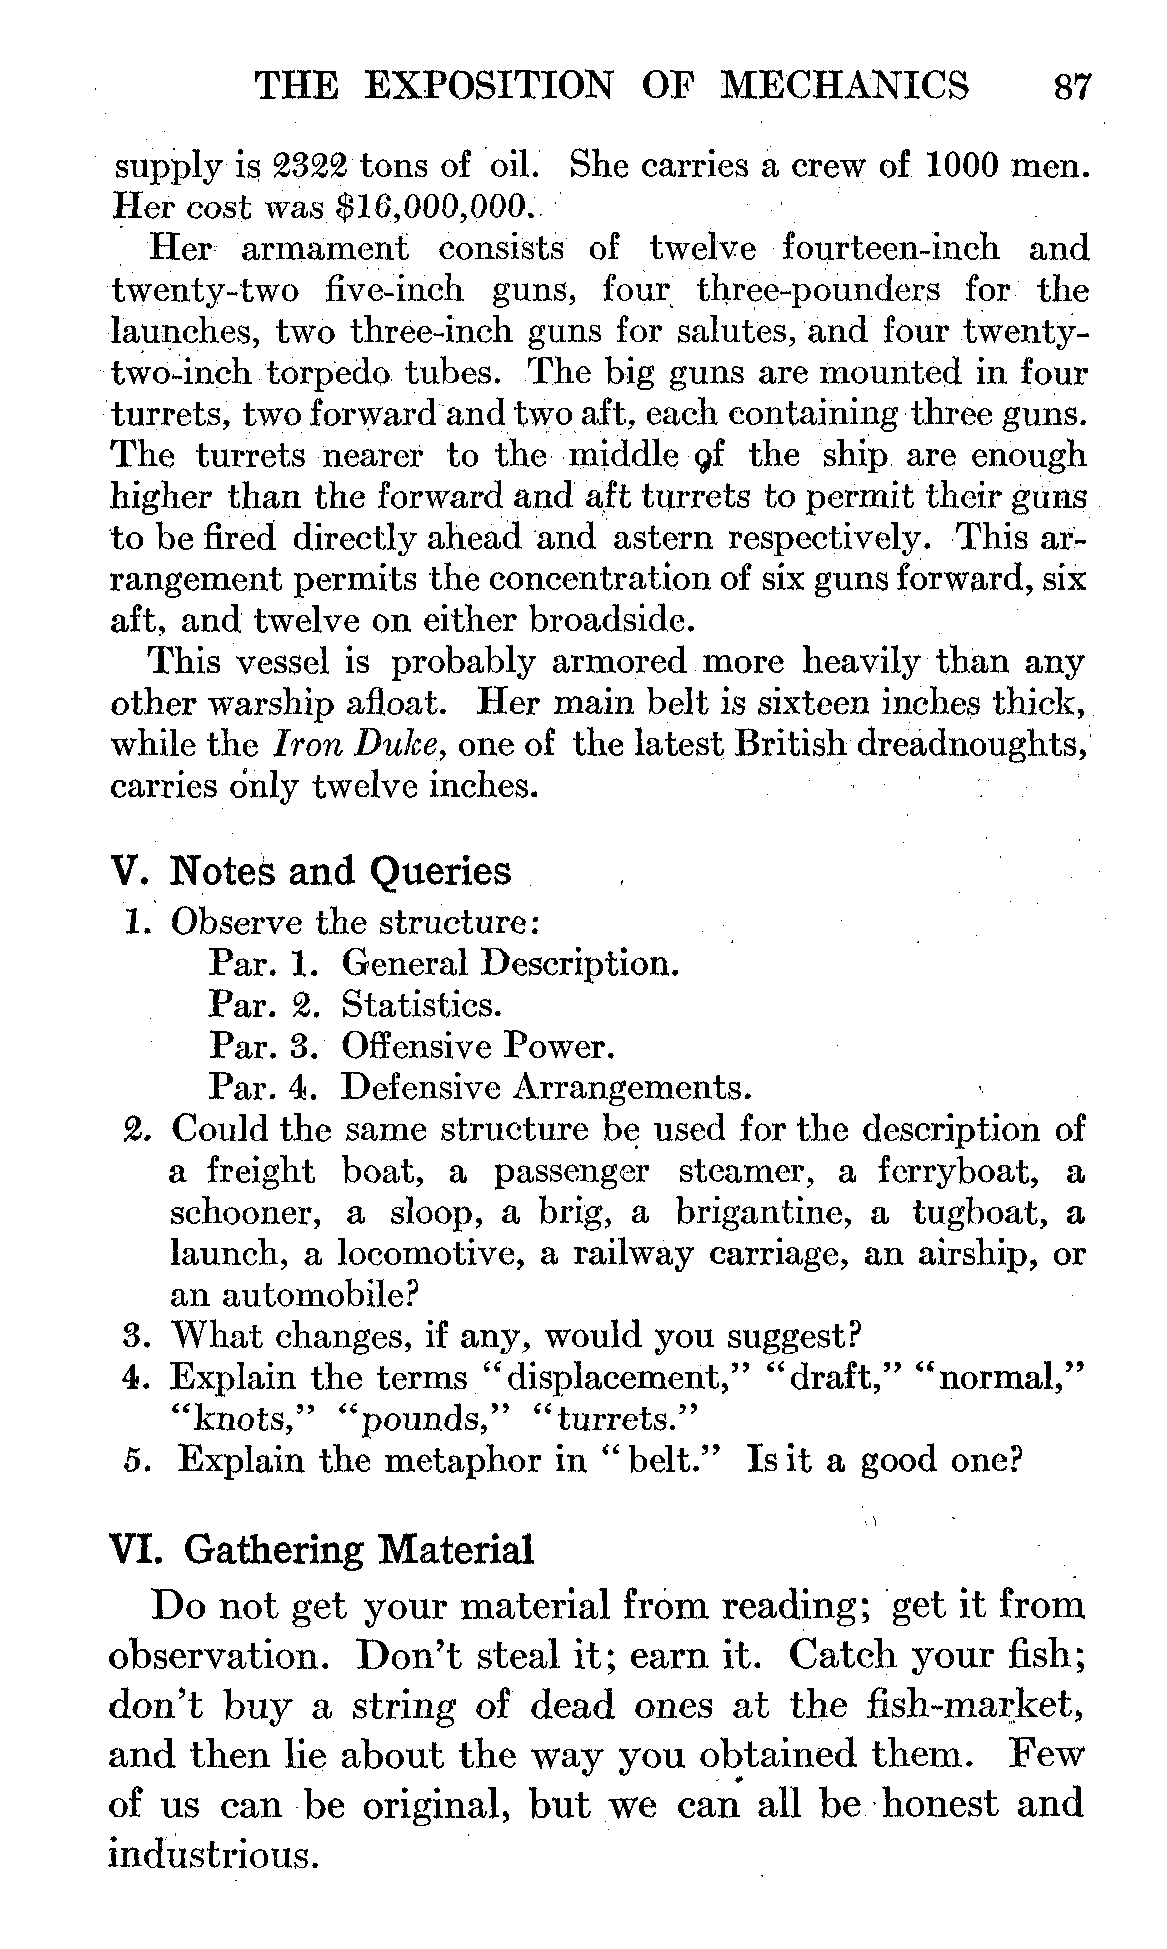 THE EXPOSITION OF MECHANICS 87
supply is 2322 tons of oil. She carries a crew of 1000 men.
Her cost was $16,000,000.
Her armament consists of twelve fourteen-inch and
twenty-two five-inch guns, four three-pounders for the
launches, two three-inch guns for salutes, and four twenty-
two-inch torpedo tubes. The big guns are mounted in four
turrets, two forward and two aft, each containing three guns.
The turrets nearer to the middle of the ship are enough
higher than the forward and aft turrets to permit their guns
to be fired directly ahead and astern respectively. This ar-
rangement permits the concentration of six guns forward, six
aft, and twelve on either broadside.
This vessel is probably armored more heavily than any
other warship afloat. Her main belt is sixteen inches thick,
while the Iron Duke, one of the latest British dreadnoughts,
carries only twelve inches.
V. Notes and Queries
1. Observe the structure:
Par. 1. General Description.
Par. 2. Statistics.
Par. 3. Offensive Power.
Par. 4. Defensive Arrangements.
2. Could the same structure be used for the description of
a freight boat, a passenger steamer, a ferryboat, a
schooner, a sloop, a brig, a brigantine, a tugboat, a
launch, a locomotive, a railway carriage, an airship, or
an automobile?
3. What changes, if any, would you suggest?
4. Explain the terms “displacement,” “draft,” “normal,”
“knots,” “pounds,” “turrets.”
5. Explain the metaphor in “belt.” Is it a good one?
VI. Gathering Material
Do not get your material from reading; get it from
observation. Don't steal it; earn it. Catch your fish;
don't buy a string of dead ones at the fish-market,
and then lie about the way you obtained them. Few
of us can be original, but we can all be honest and
industrious.